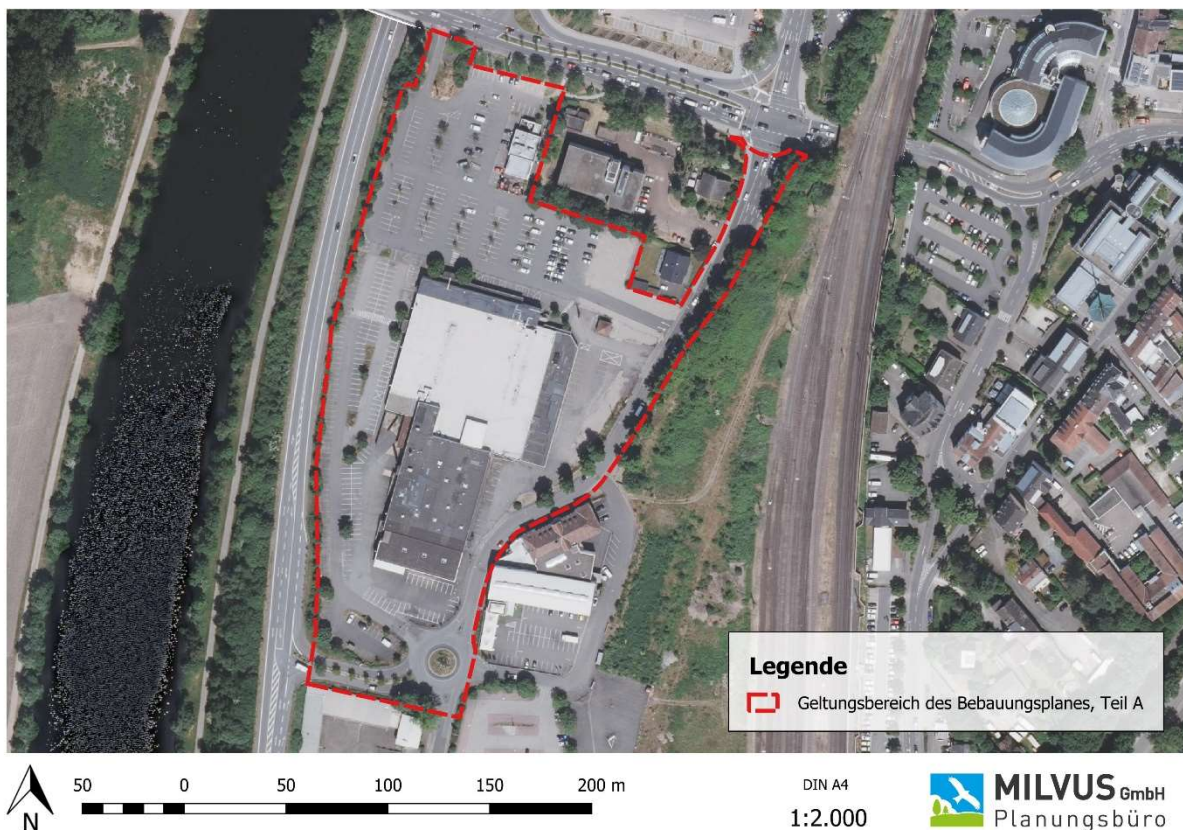 Legende
Geltungsbereich des Bebauungsplanes, Teil A
N
50 0 50 100 150 200 m
DIN A4
1:2.000
MILVUS GmbH
Planungsbüro